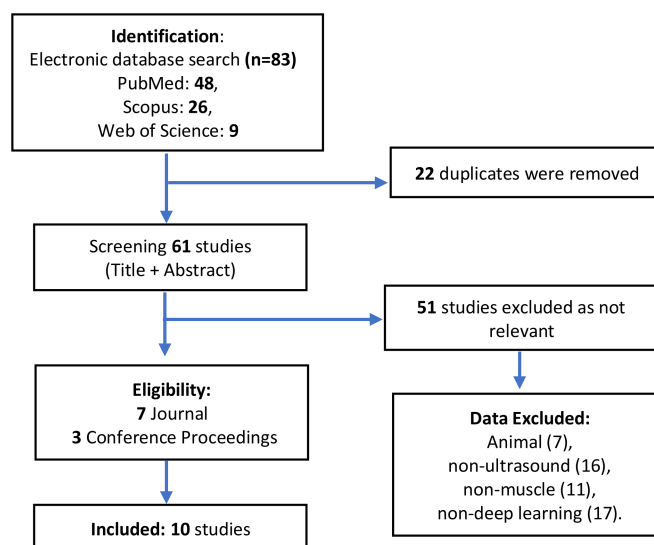 Identification:
Electronic database search (n=83)
PubMed: 48,
Scopus: 26,
Web of Science: 9
22 duplicates were removed
Screening 61 studies
(Title + Abstract)
51 studies excluded as not
relevant
Eligibility:
7 Journal
3 Conference Proceedings
Data Excluded:
Animal (7),
non-ultrasound (16),
non-muscle (11),
non-deep learning (17).
Included: 10 studies